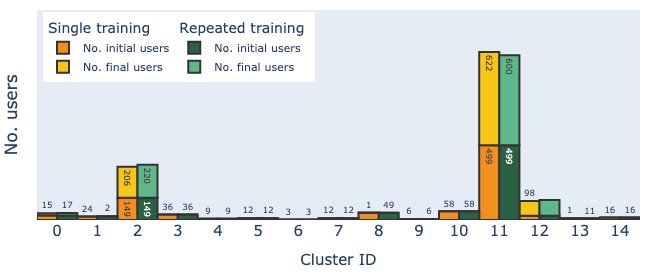 Single training Repeated training
No. initial users No. initial users
No. final users No. final users
No. users
622
600
499
499
206
220
149
149
15 17 24 2 36 36 9 9 12 12 3 3 12 12 1 49 6 6 58 58 98 1 11 16 16
0 1 2 3 4 5 6 7 8 9 10 11 12 13 14
Cluster ID